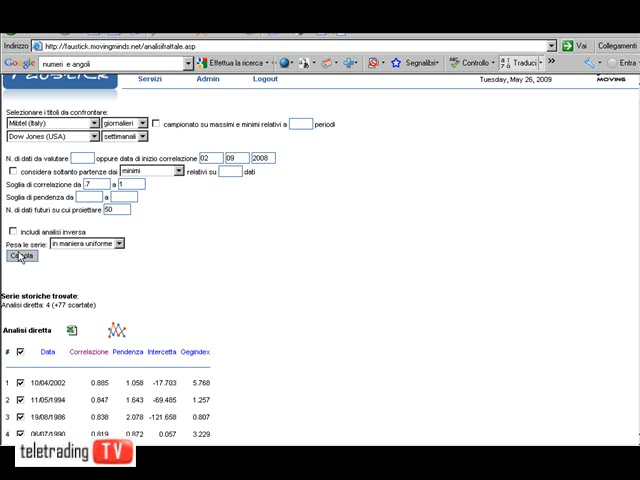 Indirizzo http://faustick.movingminds.net/analisifrattale.asp Vai Collegamenti
Google numeri e angoli Effettua la ricerca Segnalibri Controllo Traduci Entra
Servizi Admin Logout Tuesday, May 26, 2009 MOVING
Selezionare i titoli da confrontare:
Mibtel (Italy) giornalieri campionato su massimi e minimi relativi a periodi
Dow Jones (USA) settimanali
N. di dati da valutare oppure data di inizio correlazione 02 09 2008
considera soltanto partenze dai minimi relativi su dati
Soglia di correlazione da .7 a 1
Soglia di pendenza da a
N. di dati futuri su cui proiettare 50
includi analisi inversa
Pesa le serie: in maniera uniforme
Serie storiche trovate:
Analisi diretta: 4 (+77 scartate)
Analisi diretta
# Data Correlazione Pendenza Intercetta Gegindex
1 10/04/2002 0.885 1.058 -17.703 5.768
2 11/05/1994 0.847 1.643 -69.485 1.257
3 19/08/1986 0.838 2.078 -121.658 0.807
4 06/07/1990 0.819 0.872 0.057 3.229
teletrading TV